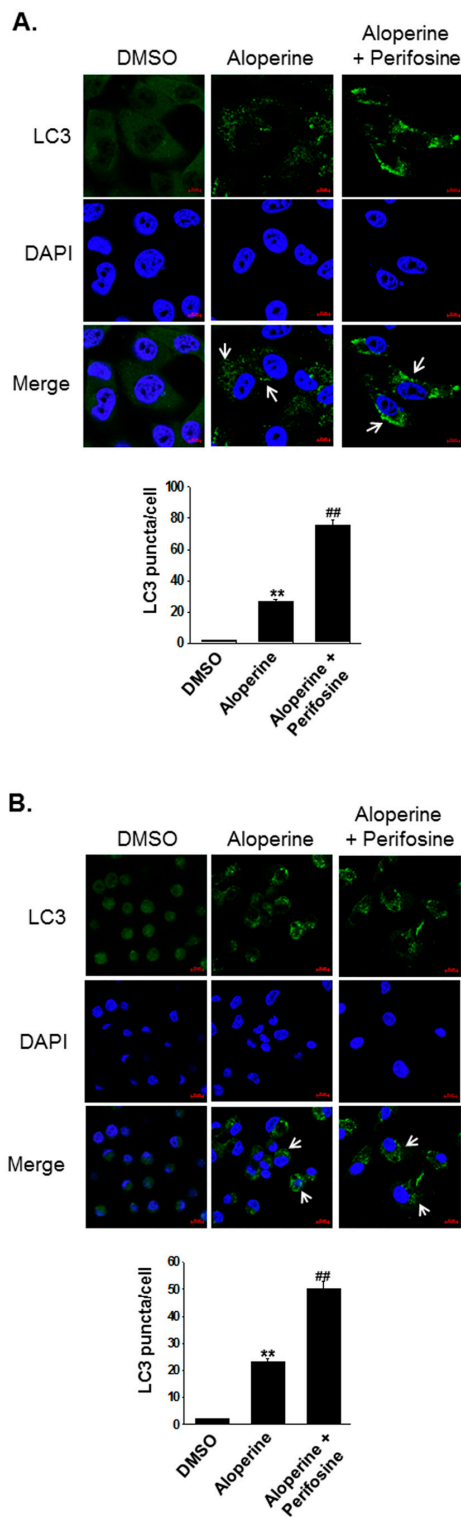 A.
DMSO
Aloperine
Aloperine
+ Perifosine
LC3
DAPI
Merge
LC3 puncta/cell
100
80
60
40
20
0
**
##
DMSO
Aloperine
Aloperine +
Perifosine
B.
DMSO
Aloperine
Aloperine
+ Perifosine
LC3
DAPI
Merge
LC3 puncta/cell
60
50
40
30
20
10
0
**
##
DMSO
Aloperine
Aloperine +
Perifosine